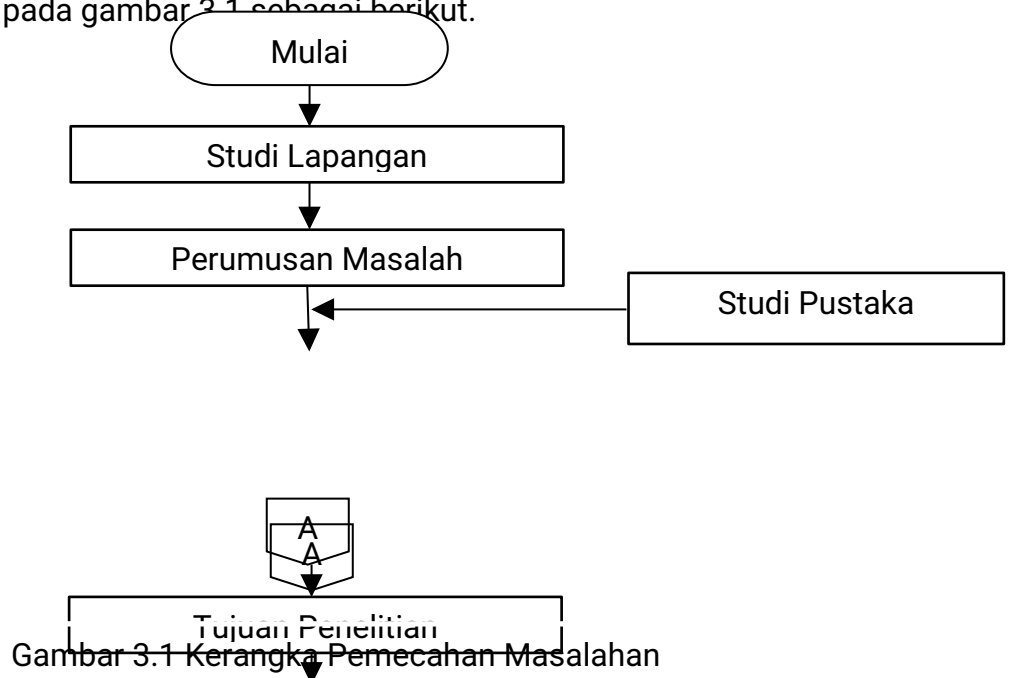 pada gambar 3.1 sebagai berikut.
Mulai
Studi Lapangan
Perumusan Masalah
Studi Pustaka
A
A
Tujuan Penelitian
Gambar 3.1 Kerangka Pemecahan Masalahan